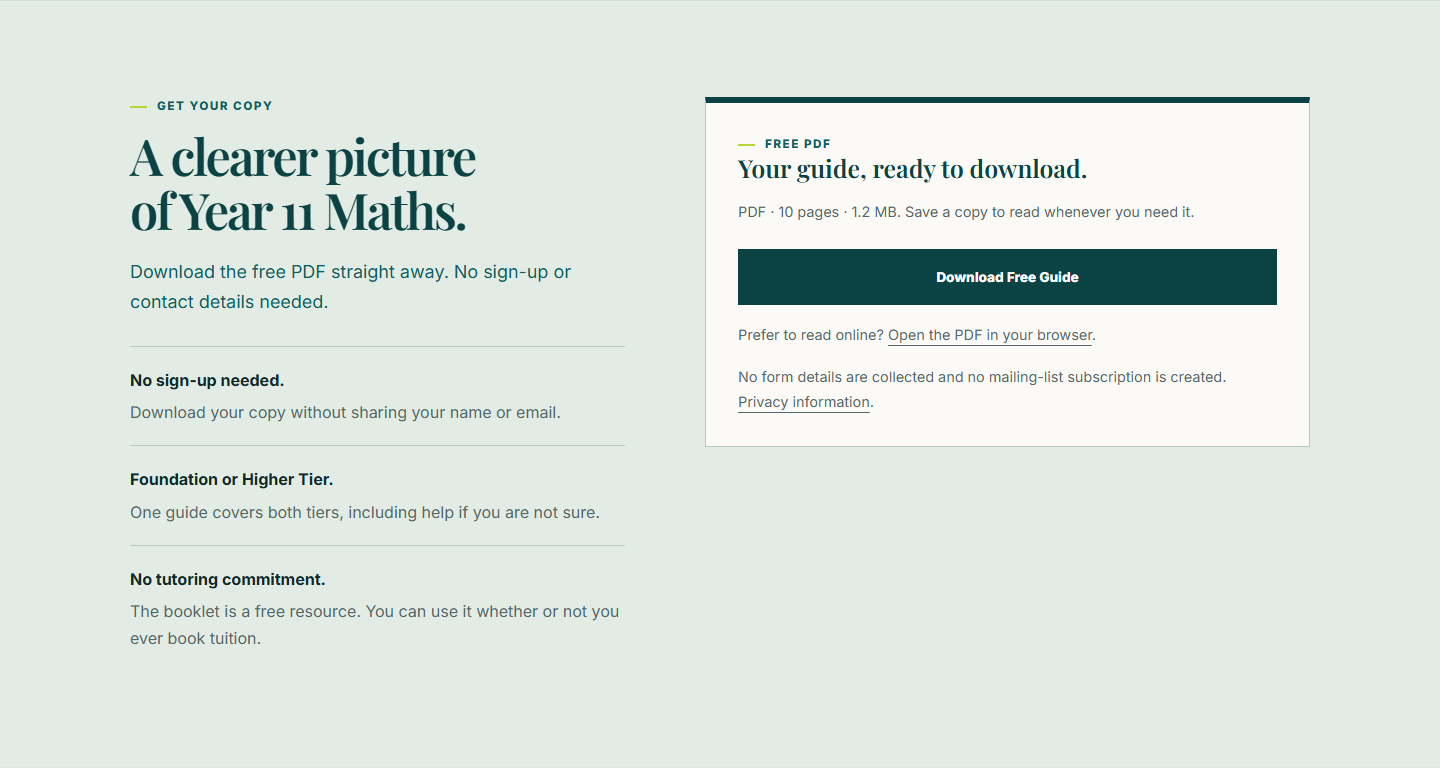 GET YOUR COPY
A clearer picture
of Year 11 Maths.
Download the free PDF straight away. No sign-up or
contact details needed.
No sign-up needed.
Download your copy without sharing your name or email.
Foundation or Higher Tier.
One guide covers both tiers, including help if you are not sure.
No tutoring commitment.
The booklet is a free resource. You can use it whether or not you
ever book tuition.
FREE PDF
Your guide, ready to download.
PDF · 10 pages · 1.2 MB. Save a copy to read whenever you need it.
Download Free Guide
Prefer to read online? Open the PDF in your browser.
No form details are collected and no mailing-list subscription is created.
Privacy information.